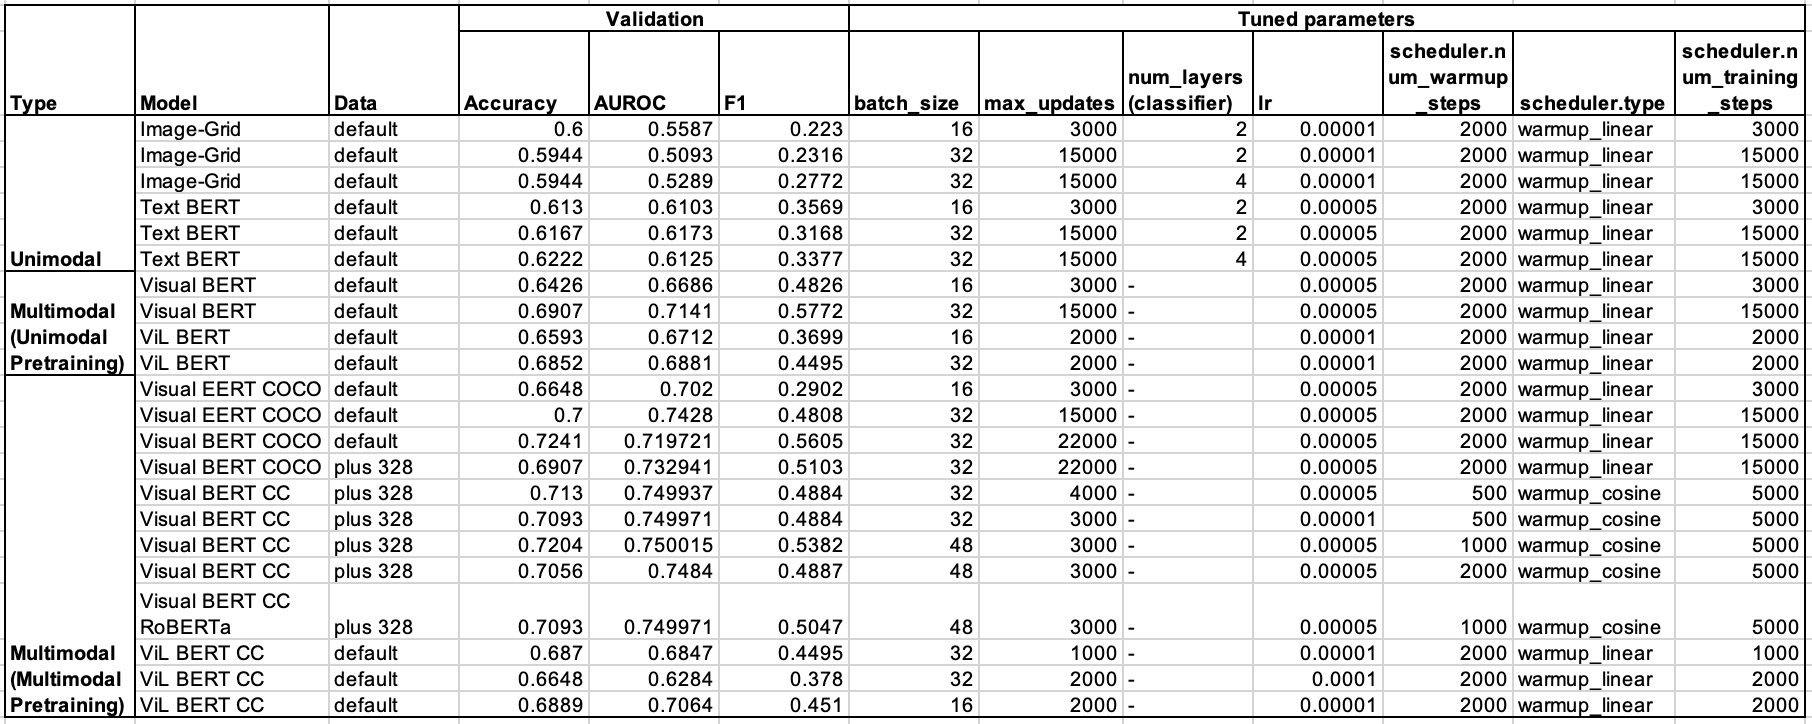 Validation Tuned parameters
Type Model Data Accuracy AUROC F1 batch_size max_updates num_layers (classifier) lr scheduler.num_warmup_steps scheduler.type scheduler.num_training_steps
Image-Grid default 0.6 0.5587 0.223 16 3000 2 0.00001 2000 warmup_linear 3000
Image-Grid default 0.5944 0.5093 0.2316 32 15000 2 0.00001 2000 warmup_linear 15000
Image-Grid default 0.5944 0.5289 0.2772 32 15000 4 0.00001 2000 warmup_linear 15000
Text BERT default 0.613 0.6103 0.3569 16 3000 2 0.00005 2000 warmup_linear 3000
Text BERT default 0.6167 0.6173 0.3168 32 15000 2 0.00005 2000 warmup_linear 15000
Unimodal Text BERT default 0.6222 0.6125 0.3377 32 15000 4 0.00005 2000 warmup_linear 15000
Visual BERT default 0.6426 0.6686 0.4826 16 3000 - 0.00005 2000 warmup_linear 3000
Multimodal Visual BERT default 0.6907 0.7141 0.5772 32 15000 - 0.00005 2000 warmup_linear 15000
(Unimodal ViL BERT default 0.6593 0.6712 0.3699 16 2000 - 0.00001 2000 warmup_linear 2000
Pretraining) ViL BERT default 0.6852 0.6881 0.4495 32 2000 - 0.00001 2000 warmup_linear 2000
Visual EERT COCO default 0.6648 0.702 0.2902 16 3000 - 0.00005 2000 warmup_linear 3000
Visual EERT COCO default 0.7 0.7428 0.4808 32 15000 - 0.00005 2000 warmup_linear 15000
Visual BERT COCO default 0.7241 0.719721 0.5605 32 22000 - 0.00005 2000 warmup_linear 15000
Visual BERT COCO plus 328 0.6907 0.732941 0.5103 32 22000 - 0.00005 2000 warmup_linear 15000
Visual BERT CC plus 328 0.713 0.749937 0.4884 32 4000 - 0.00005 500 warmup_cosine 5000
Visual BERT CC plus 328 0.7093 0.749971 0.4884 32 3000 - 0.00001 500 warmup_cosine 5000
Visual BERT CC plus 328 0.7204 0.750015 0.5382 48 3000 - 0.00005 1000 warmup_cosine 5000
Visual BERT CC plus 328 0.7056 0.7484 0.4887 48 3000 - 0.00005 2000 warmup_cosine 5000
Visual BERT CC
RoBERTa plus 328 0.7093 0.749971 0.5047 48 3000 - 0.00005 1000 warmup_cosine 5000
Multimodal ViL BERT CC default 0.687 0.6847 0.4495 32 1000 - 0.00001 2000 warmup_linear 1000
(Multimodal ViL BERT CC default 0.6648 0.6284 0.378 32 2000 - 0.0001 2000 warmup_linear 2000
Pretraining) ViL BERT CC default 0.6889 0.7064 0.451 16 2000 - 0.00001 2000 warmup_linear 2000